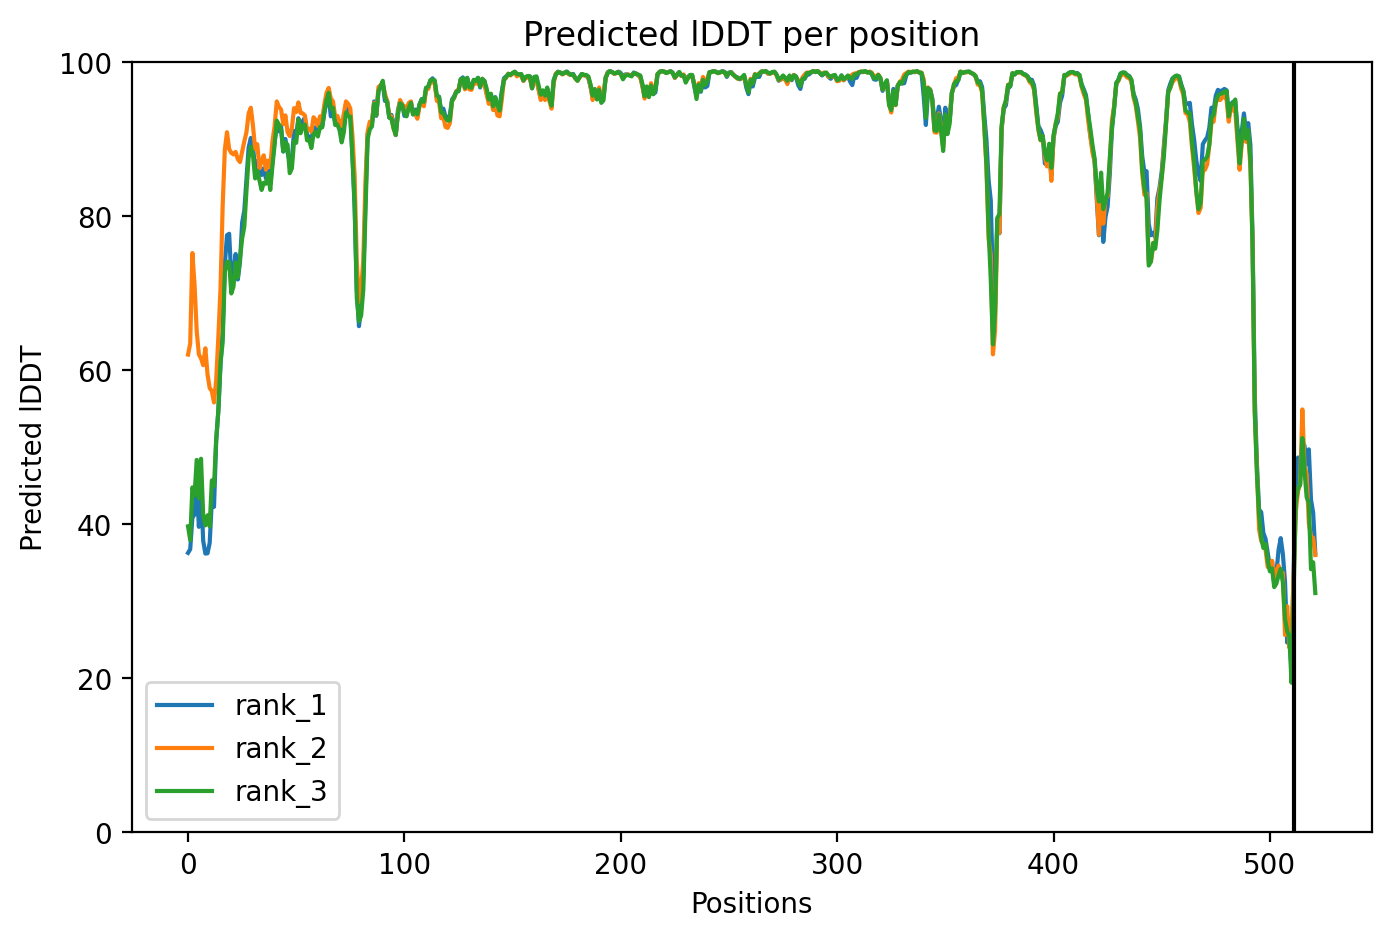 Predicted lDDT per position
100
80
60
40
20
0
Predicted lDDT
rank_1
rank_2
rank_3
0 100 200 300 400 500
Positions